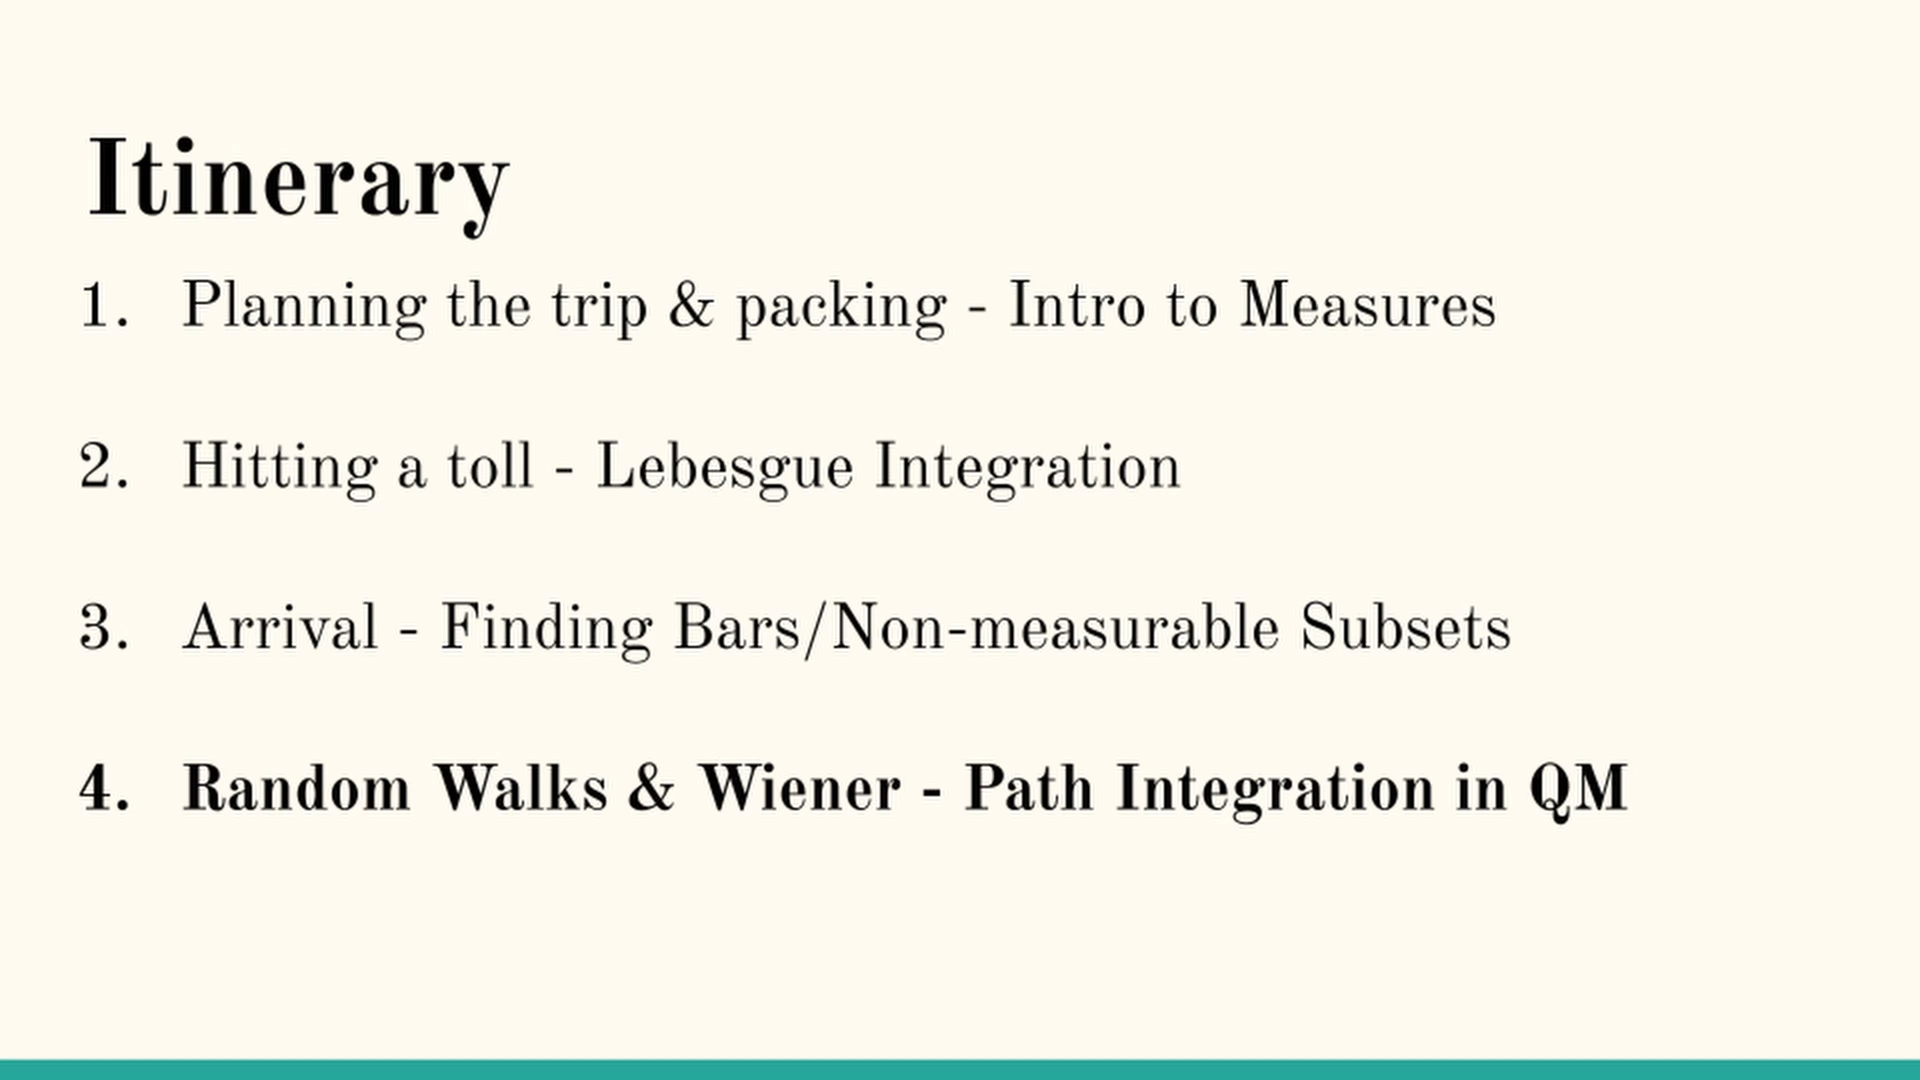 Itinerary
1. Planning the trip & packing - Intro to Measures
2. Hitting a toll - Lebesgue Integration
3. Arrival - Finding Bars/Non-measurable Subsets
4. Random Walks & Wiener - Path Integration in QM